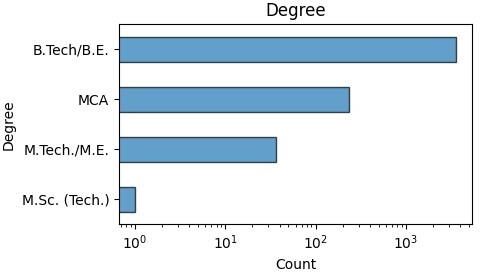 Degree
B.Tech/B.E.
MCA
M.Tech./M.E.
M.Sc. (Tech.)
Degree
10⁰ 10¹ 10² 10³
Count